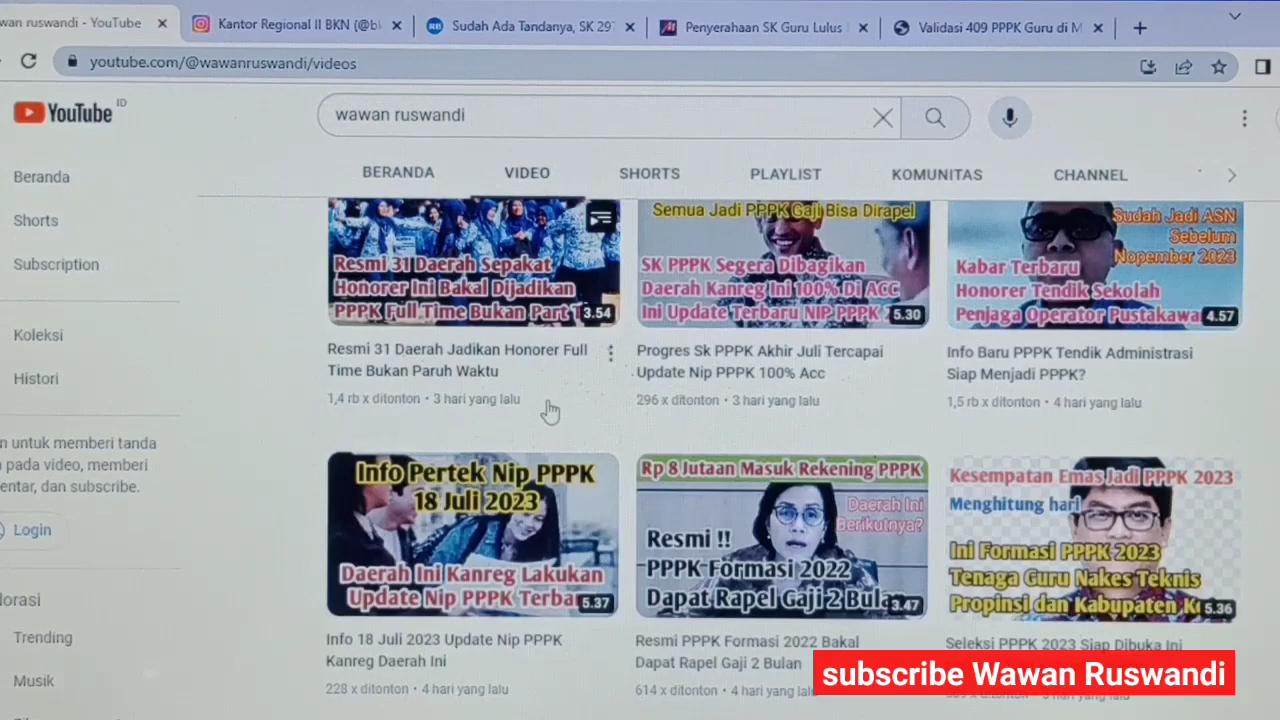 wan ruswandi - YouTube
Kantor Regional II BKN (@bk
Sudah Ada Tandanya, SK 297
Penyerahaan SK Guru Lulus
Validasi 409 PPPK Guru di M
youtube.com/@wawanruswandi/videos
YouTube ID
wawan ruswandi
BERANDA
VIDEO
SHORTS
PLAYLIST
KOMUNITAS
CHANNEL
Beranda
Shorts
Subscription
Koleksi
Histori
n untuk memberi tanda
pada video, memberi
entar, dan subscribe.
Login
lorasi
Trending
Musik
Resmi 31 Daerah Sepakat
Honorer Ini Bakal Dijadikan
PPPK Full Time Bukan Part T
3.54
Resmi 31 Daerah Jadikan Honorer Full
Time Bukan Paruh Waktu
1,4 rb x ditonton • 3 hari yang lalu
Semua Jadi PPPK Gaji Bisa Dirapel
SK PPPK Segera Dibagikan
Daerah Kanreg Ini 100% Di ACC
Ini Update Terbaru NIP PPPK 2
5.30
Progres Sk PPPK Akhir Juli Tercapai
Update Nip PPPK 100% Acc
296 x ditonton • 3 hari yang lalu
Sudah Jadi ASN
Sebelum
Nopember 2023
Kabar Terbaru
Honorer Tendik Sekolah
Penjaga Operator Pustakawa
4.57
Info Baru PPPK Tendik Administrasi
Siap Menjadi PPPK?
1,5 rb x ditonton • 4 hari yang lalu
Info Pertek Nip PPPK
18 Juli 2023
Daerah Ini Kanreg Lakukan
Update Nip PPPK Terba
5.37
Info 18 Juli 2023 Update Nip PPPK
Kanreg Daerah Ini
228 x ditonton • 4 hari yang lalu
Rp 8 Jutaan Masuk Rekening PPPK
Daerah Ini
Berikutnya?
Resmi !!
PPPK Formasi 2022
Dapat Rapel Gaji 2 Bula
3.47
Resmi PPPK Formasi 2022 Bakal
Dapat Rapel Gaji 2 Bulan
614 x ditonton • 4 hari yang lalu
Kesempatan Emas Jadi PPPK 2023
Menghitung hari
Ini Formasi PPPK 2023
Tenaga Guru Nakes Teknis
Propinsi dan Kabupaten K
5.36
Seleksi PPPK 2023 Siap Dibuka Ini
subscribe Wawan Ruswandi